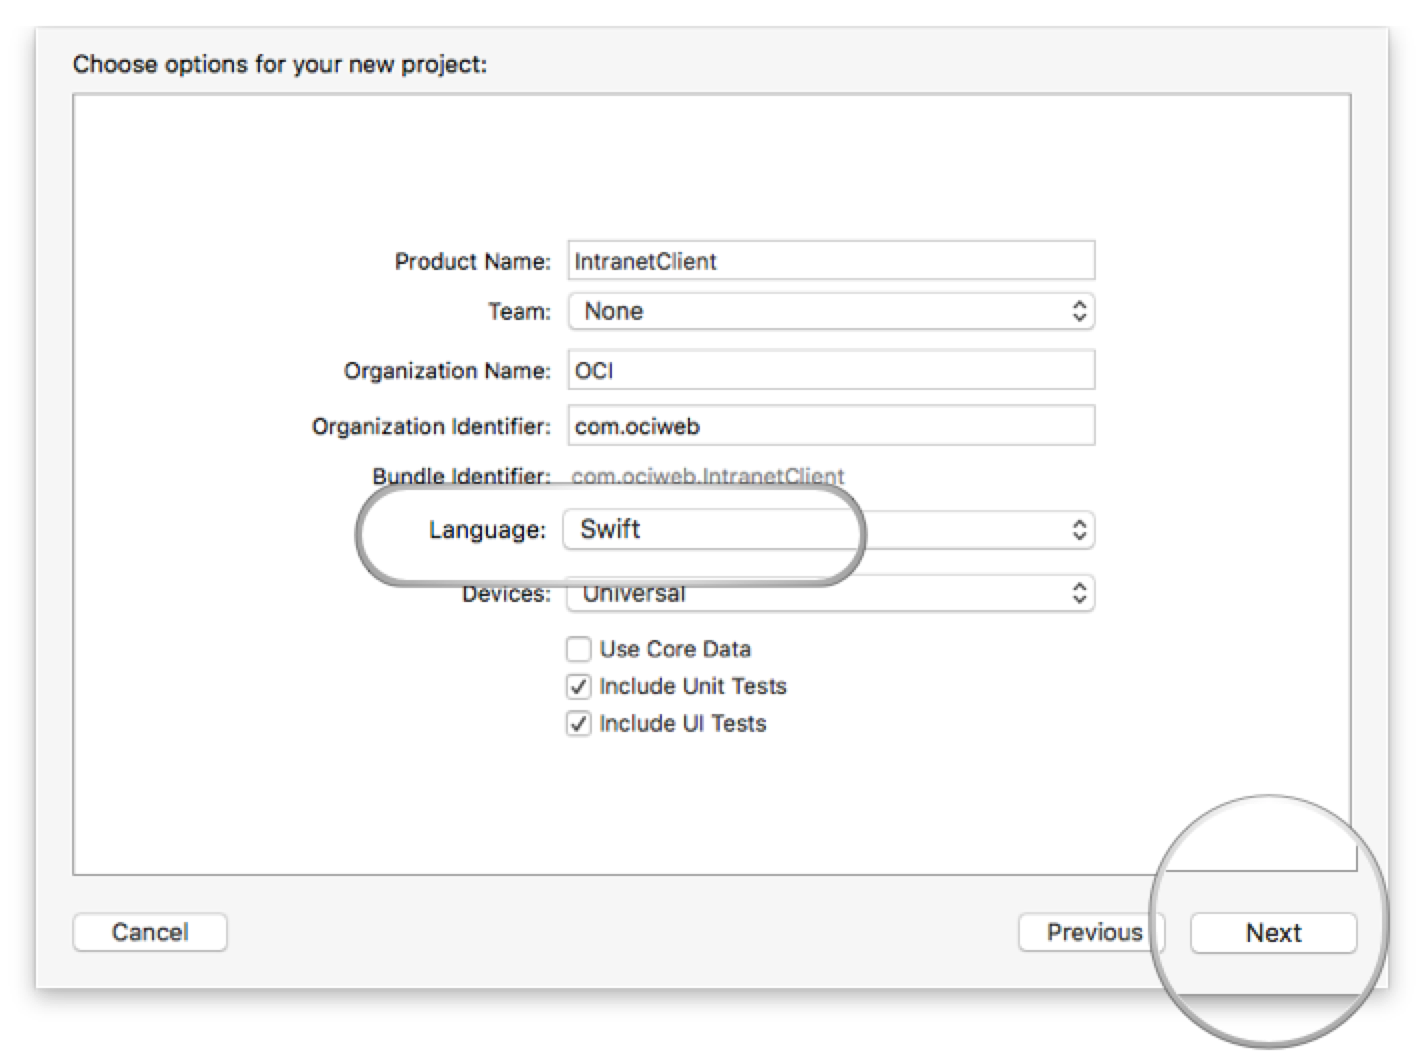 Choose options for your new project:
Product Name: IntranetClient
Team: None
Organization Name: OCI
Organization Identifier: com.ociweb
Bundle Identifier: com.ociweb.IntranetClient
Language: Swift
Devices: Universal
Use Core Data
Include Unit Tests
Include UI Tests
Cancel Previous Next